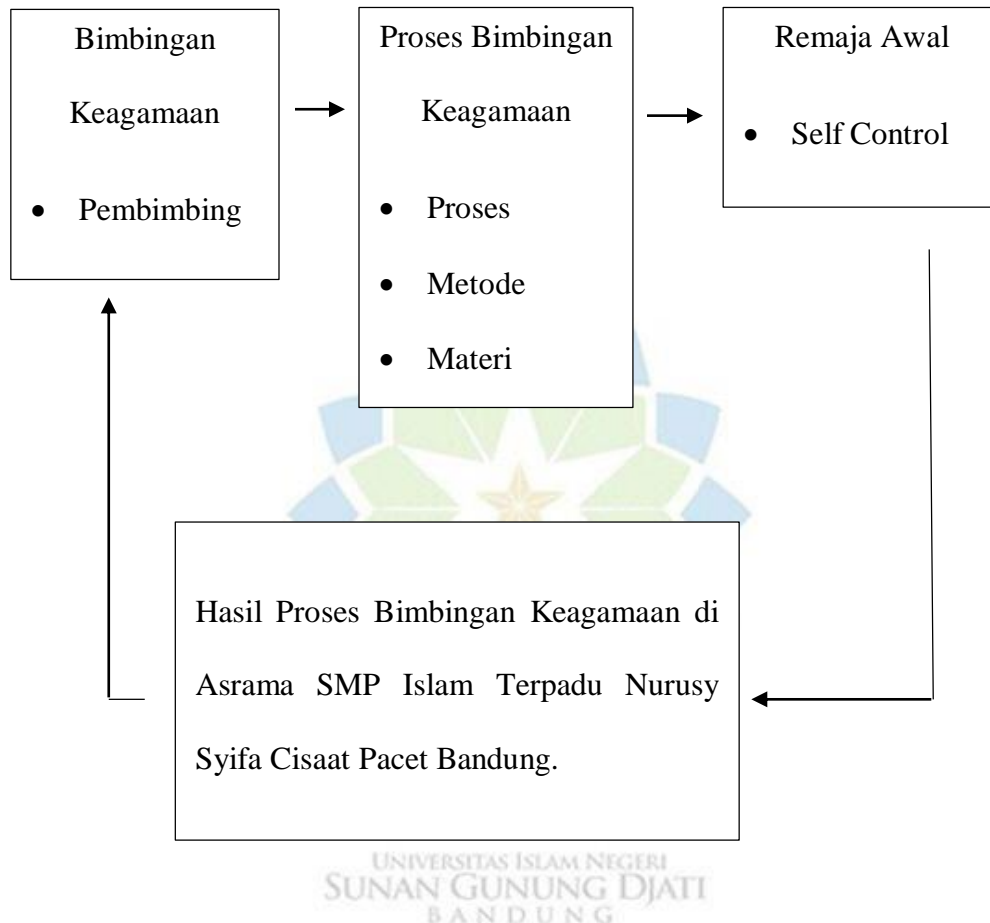 Bimbingan
Keagamaan
• Pembimbing
Proses Bimbingan
Keagamaan
• Proses
• Metode
• Materi
Remaja Awal
• Self Control
Hasil Proses Bimbingan Keagamaan di
Asrama SMP Islam Terpadu Nurusy
Syifa Cisaat Pacet Bandung.
UNIVERSITAS ISLAM NEGERI
SUNAN GUNUNG DJATI
BANDUNG